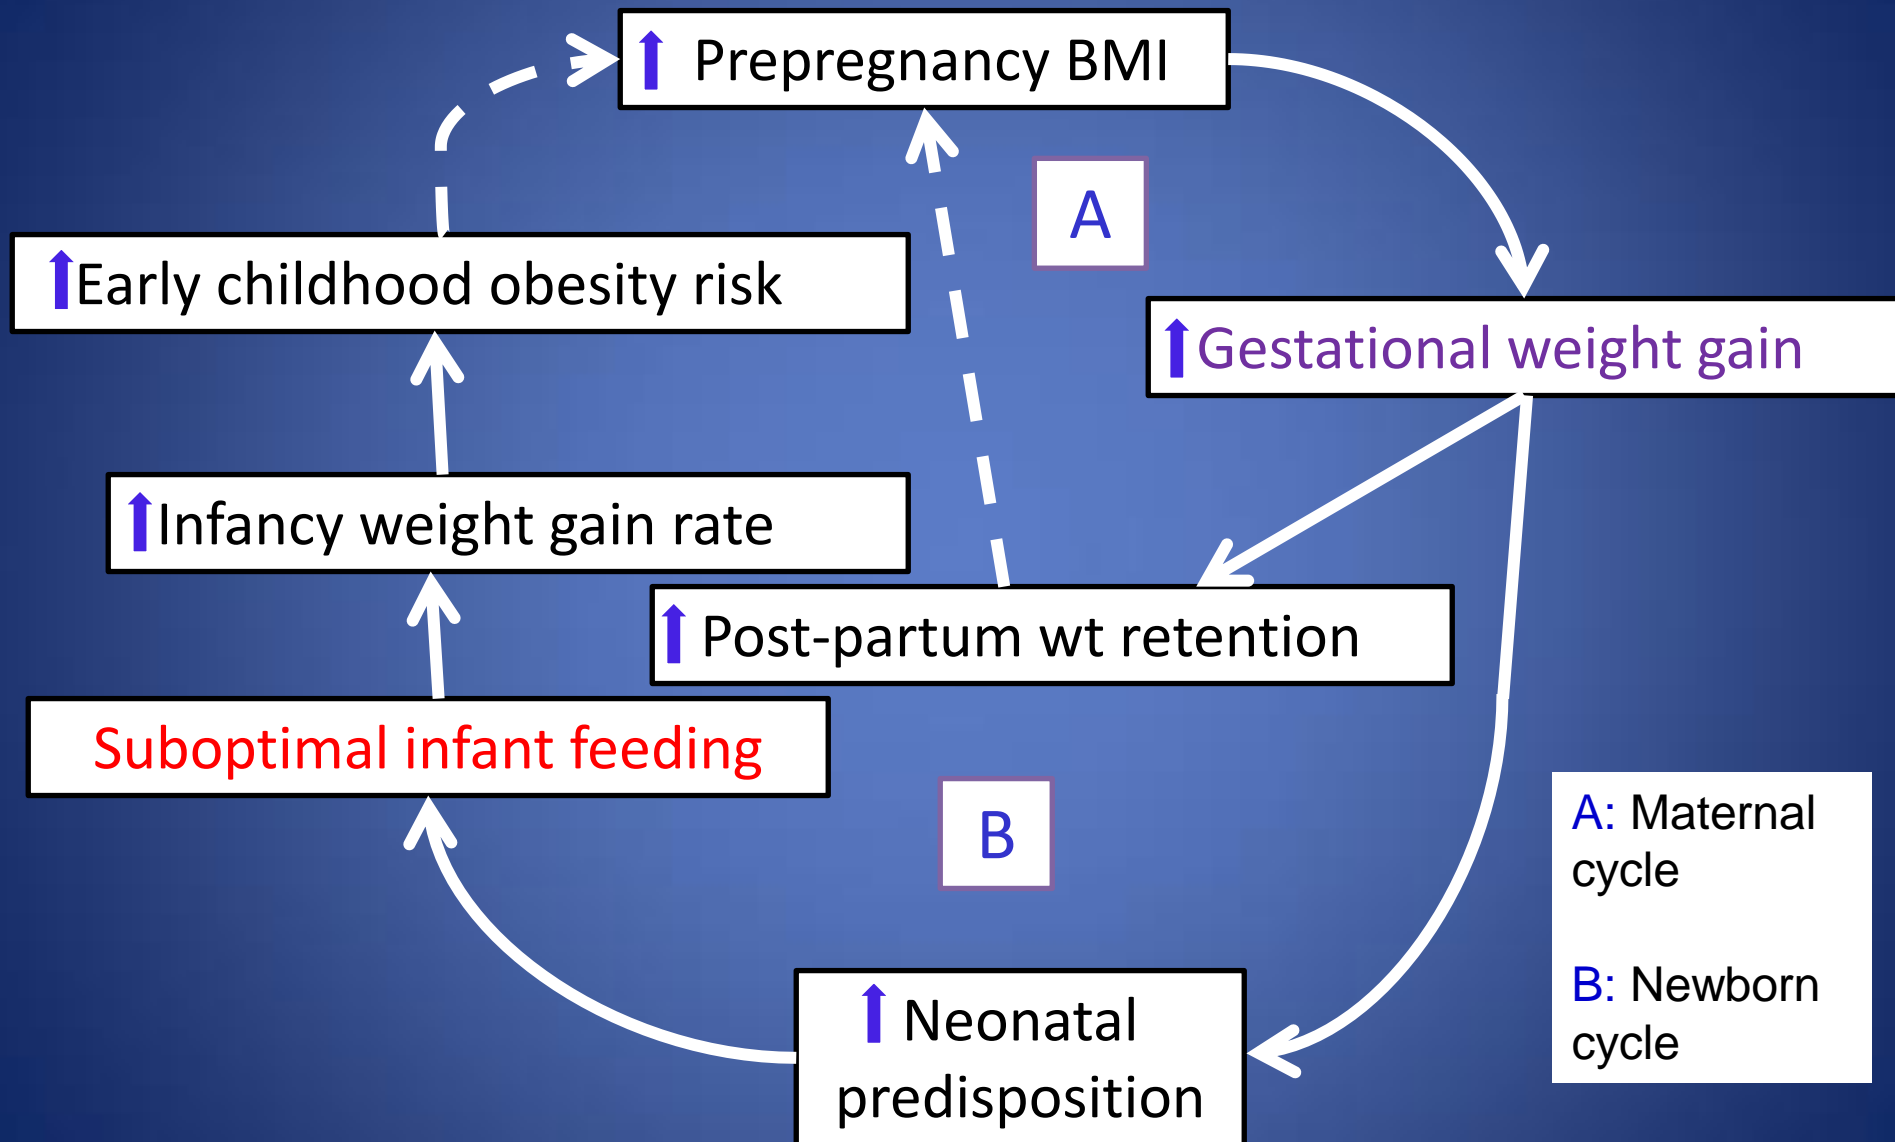 Prepregnancy BMI
A
Early childhood obesity risk
Gestational weight gain
Infancy weight gain rate
Post-partum wt retention
Suboptimal infant feeding
B
A: Maternal
cycle
B: Newborn
cycle
Neonatal
predisposition